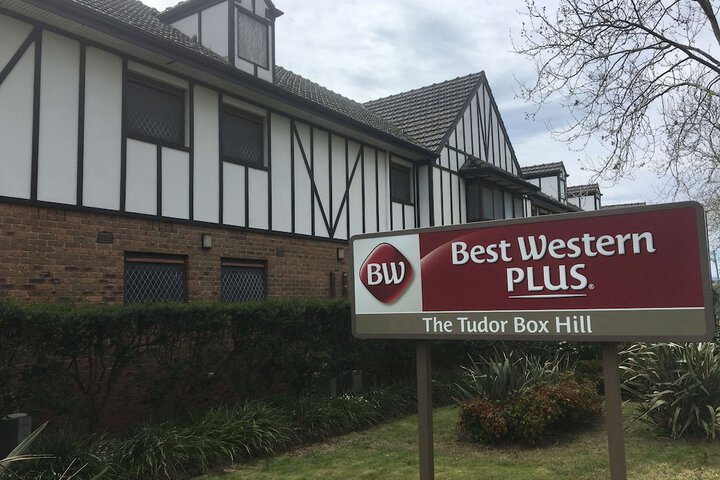 BW
Best Western
PLUS®
The Tudor Box Hill